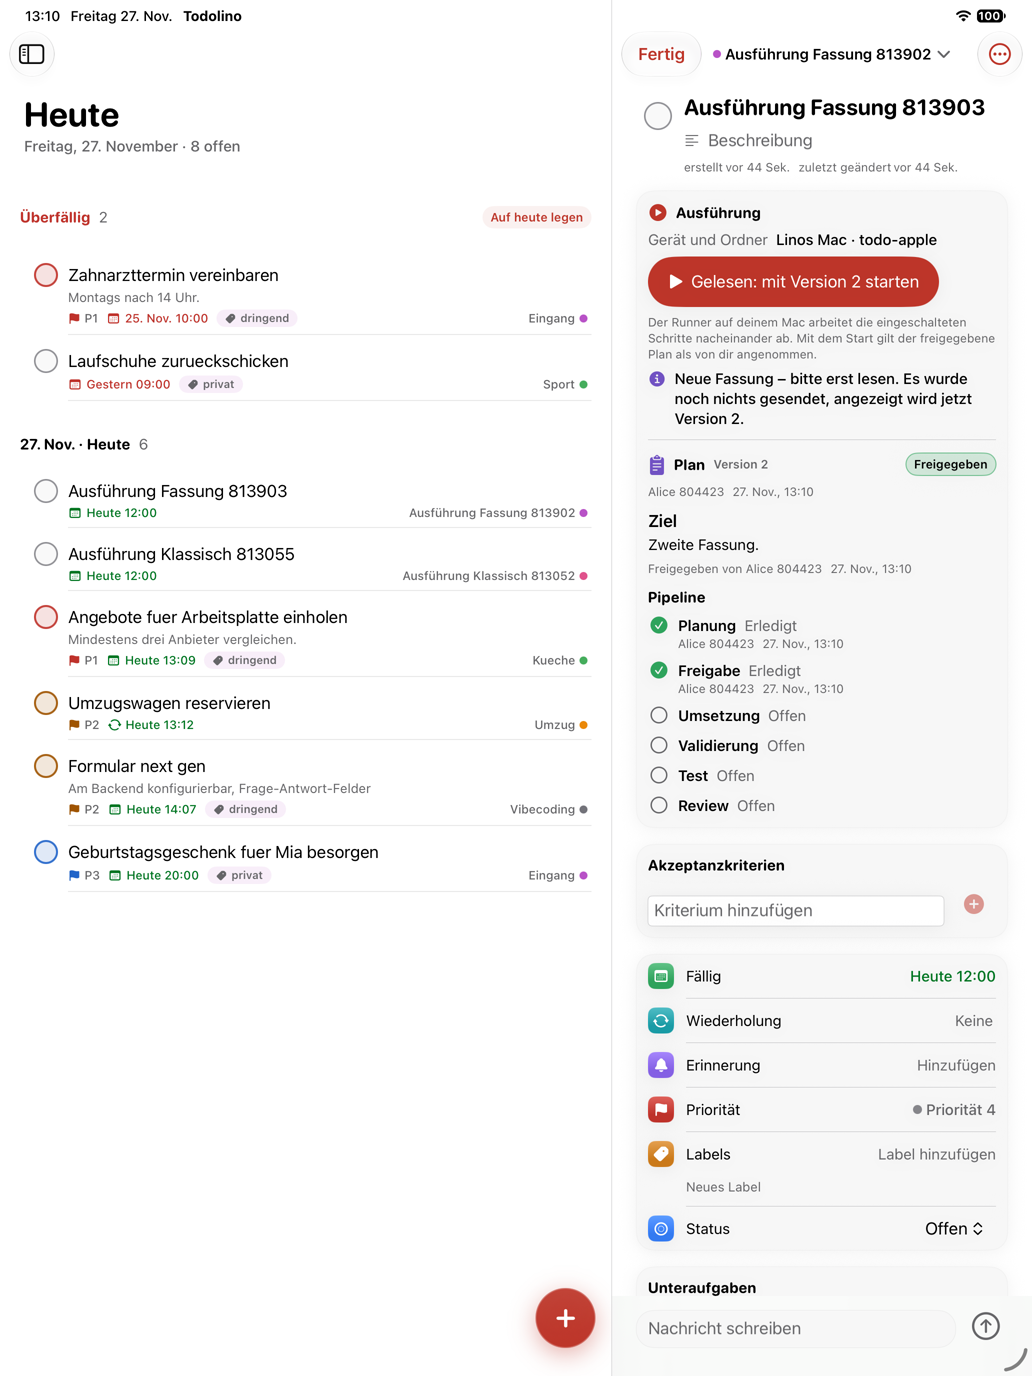 13:10 Freitag 27. Nov. Todolino
100
Heute
Freitag, 27. November · 8 offen
Überfällig 2
Auf heute legen
Zahnarzttermin vereinbaren
Montags nach 14 Uhr.
P1 25. Nov. 10:00 dringend
Eingang
Laufschuhe zurueckschicken
Gestern 09:00 privat
Sport
27. Nov. · Heute 6
Ausführung Fassung 813903
Heute 12:00
Ausführung Fassung 813902
Ausführung Klassisch 813055
Heute 12:00
Ausführung Klassisch 813052
Angebote fuer Arbeitsplatte einholen
Mindestens drei Anbieter vergleichen.
P1 Heute 13:09 dringend
Kueche
Umzugswagen reservieren
P2 Heute 13:12
Umzug
Formular next gen
Am Backend konfigurierbar, Frage-Antwort-Felder
P2 Heute 14:07 dringend
Vibecoding
Geburtstagsgeschenk fuer Mia besorgen
P3 Heute 20:00 privat
Eingang
Fertig
Ausführung Fassung 813902
Ausführung Fassung 813903
Beschreibung
erstellt vor 44 Sek. zuletzt geändert vor 44 Sek.
Ausführung
Gerät und Ordner Linos Mac · todo-apple
Gelesen: mit Version 2 starten
Der Runner auf deinem Mac arbeitet die eingeschalteten
Schritte nacheinander ab. Mit dem Start gilt der freigegebene
Plan als von dir angenommen.
Neue Fassung – bitte erst lesen. Es wurde
noch nichts gesendet, angezeigt wird jetzt
Version 2.
Plan Version 2
Freigegeben
Alice 804423 27. Nov., 13:10
Ziel
Zweite Fassung.
Freigegeben von Alice 804423 27. Nov., 13:10
Pipeline
Planung Erledigt
Alice 804423 27. Nov., 13:10
Freigabe Erledigt
Alice 804423 27. Nov., 13:10
Umsetzung Offen
Validierung Offen
Test Offen
Review Offen
Akzeptanzkriterien
Kriterium hinzufügen
Fällig Heute 12:00
Wiederholung Keine
Erinnerung Hinzufügen
Priorität Priorität 4
Labels Label hinzufügen
Neues Label
Status Offen
Unteraufgaben
Nachricht schreiben